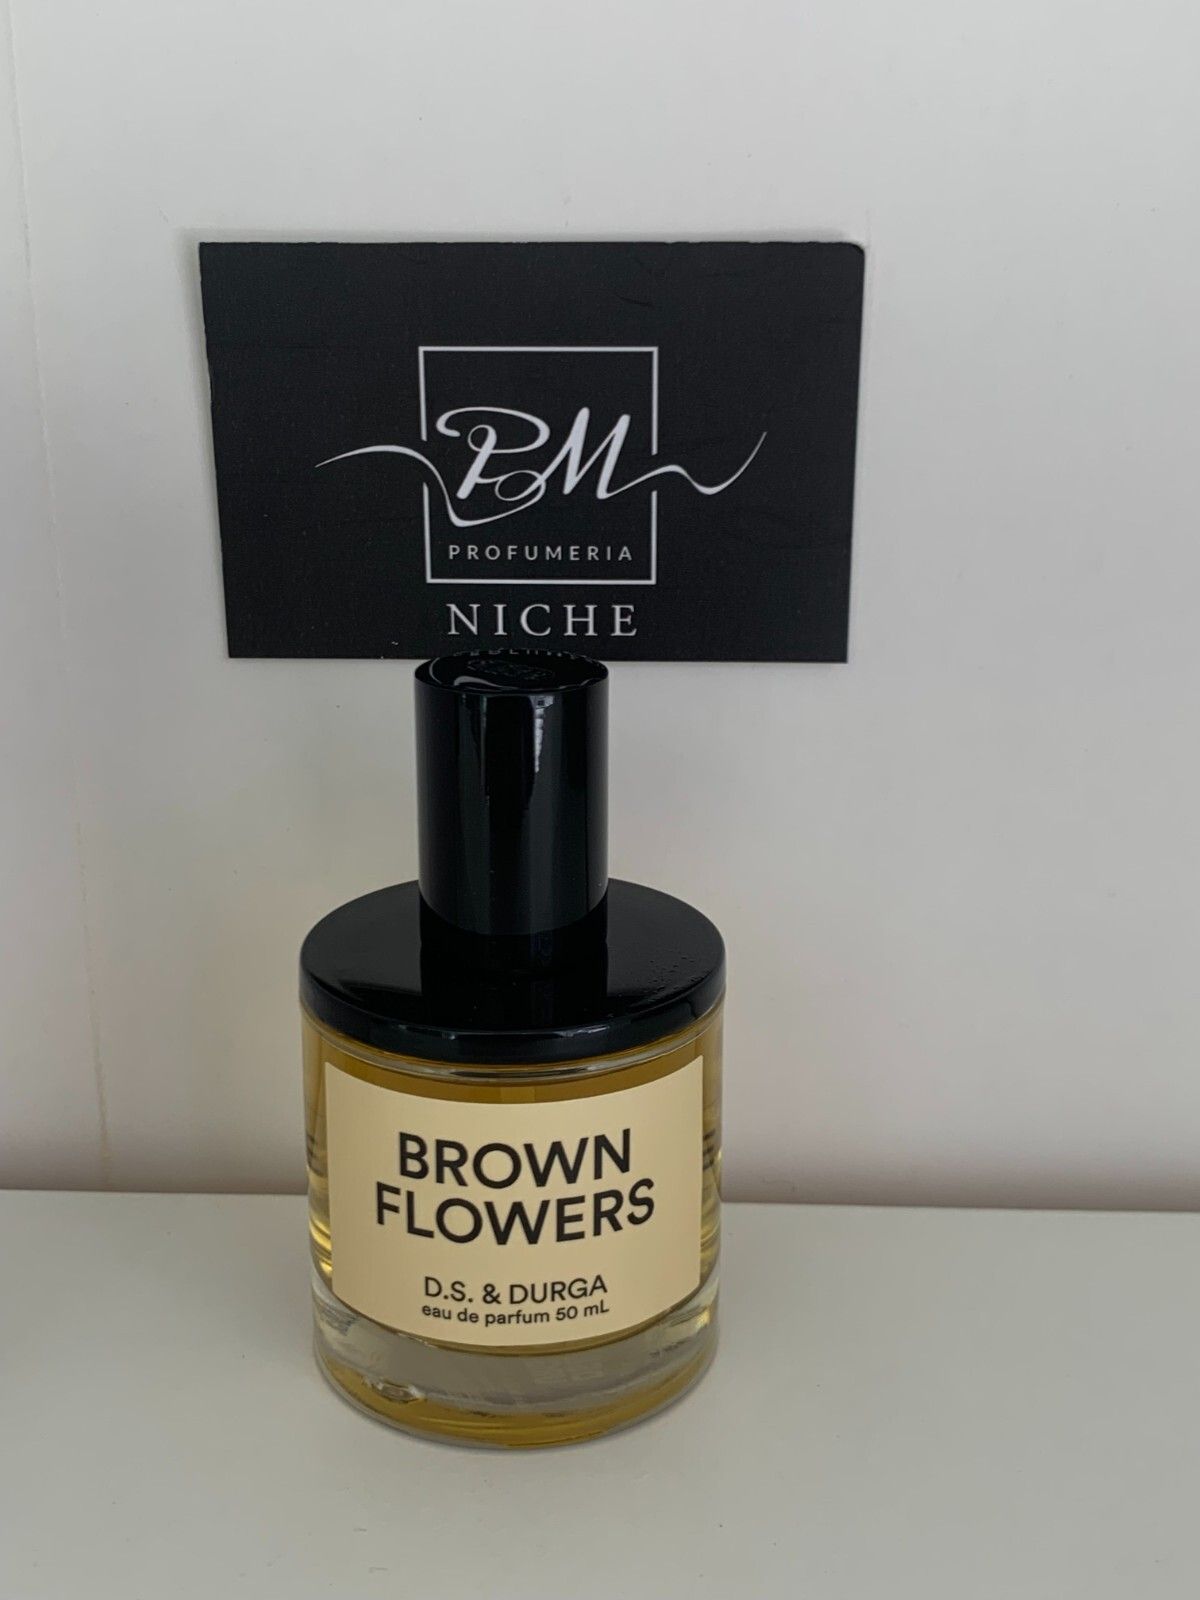 PM
PROFUMERIA
NICHE
BROWN
FLOWERS
D.S. & DURGA
eau de parfum 50 mL